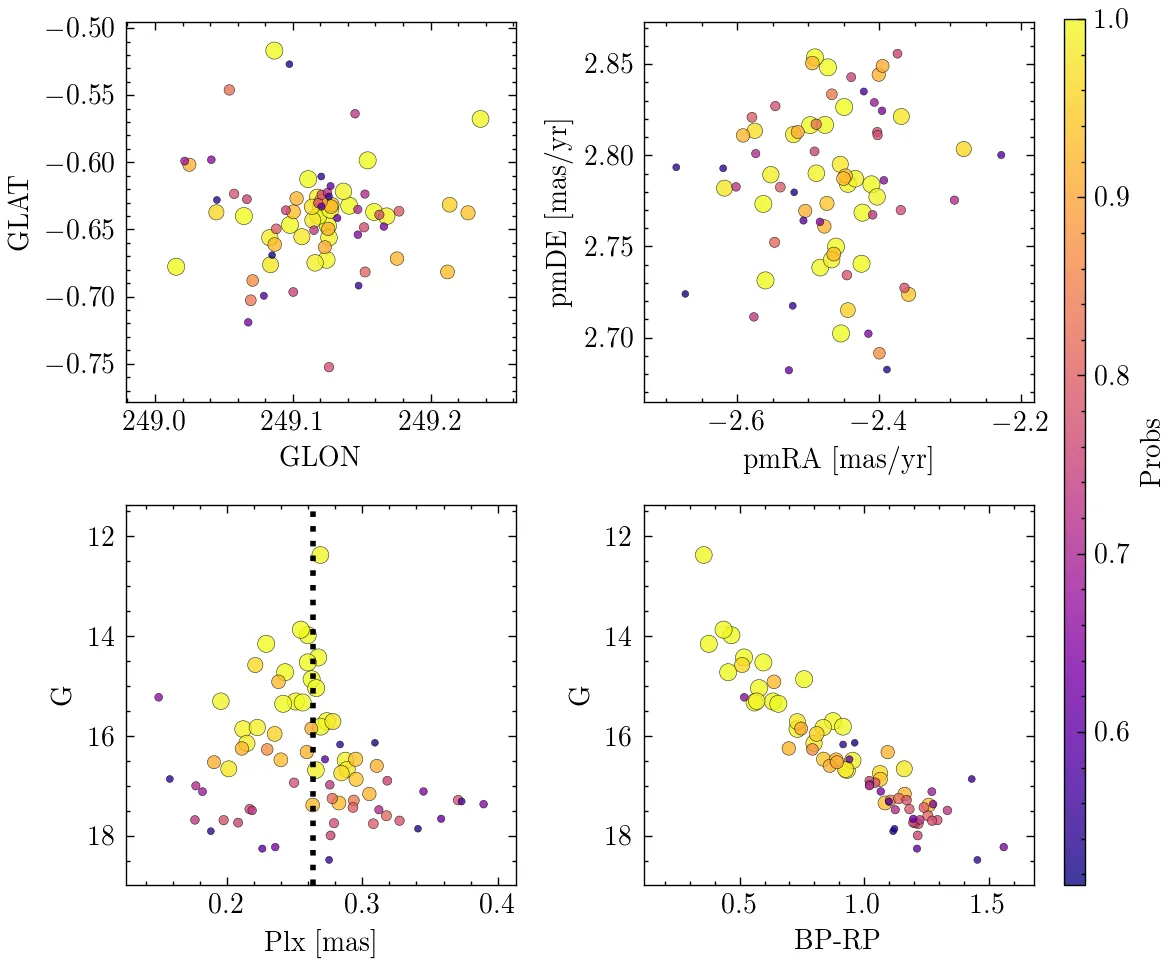 −0.50
−0.55
−0.60
−0.65
−0.70
−0.75
GLAT
249.0 249.1 249.2
GLON
2.85
2.80
2.75
2.70
pmDE [mas/yr]
−2.6 −2.4 −2.2
pmRA [mas/yr]
12
14
16
18
G
0.2 0.3 0.4
Plx [mas]
12
14
16
18
G
0.5 1.0 1.5
BP-RP
1.0
0.9
0.8
0.7
0.6
Probs